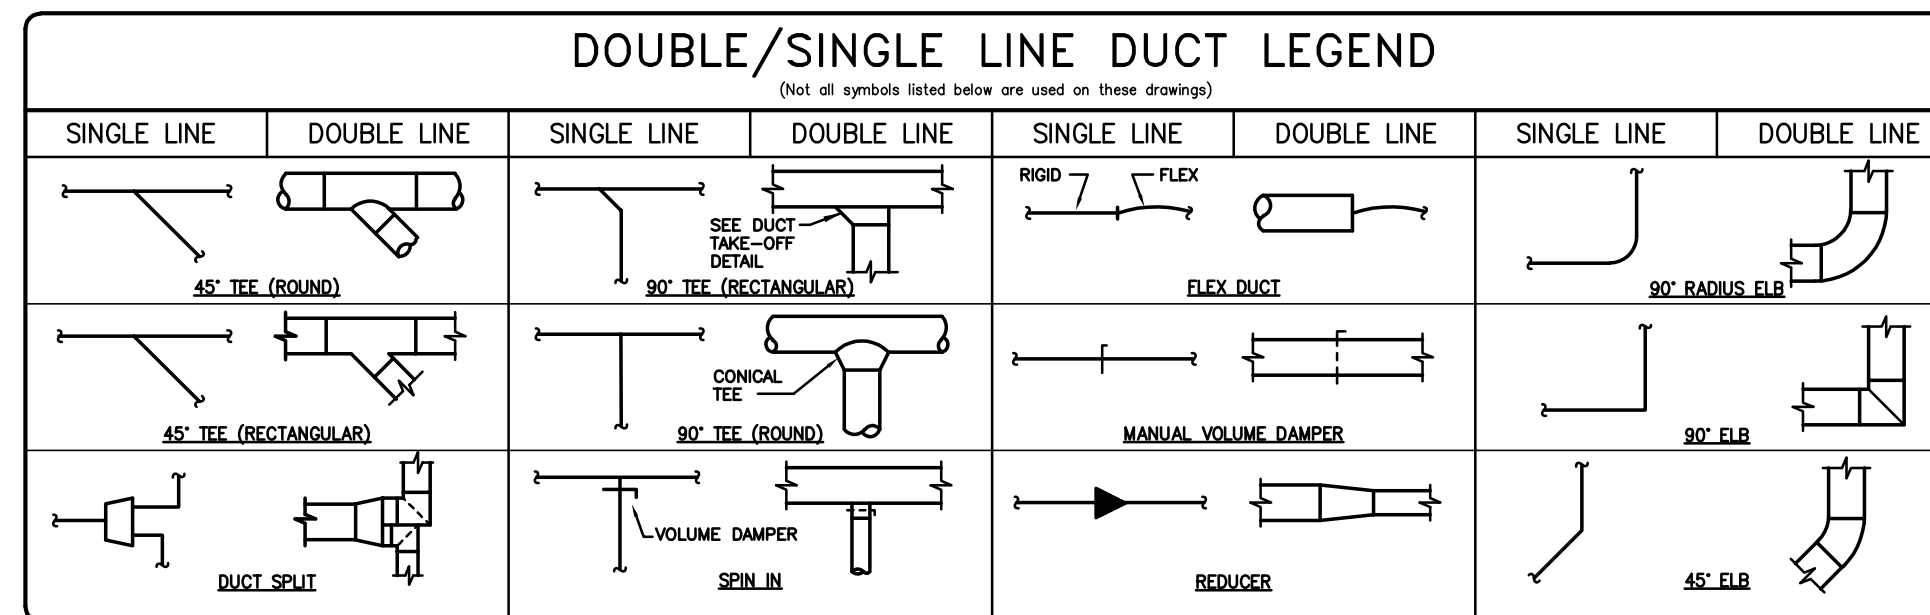 DOUBLE/SINGLE LINE DUCT LEGEND
(Not all symbols listed below are used on these drawings)
SINGLE LINE DOUBLE LINE SINGLE LINE DOUBLE LINE SINGLE LINE DOUBLE LINE SINGLE LINE DOUBLE LINE
45° TEE (ROUND)
SEE DUCT
TAKE-OFF
DETAIL
90° TEE (RECTANGULAR)
RIGID FLEX
FLEX DUCT
90° RADIUS ELB
45° TEE (RECTANGULAR)
CONICAL
TEE
90° TEE (ROUND)
MANUAL VOLUME DAMPER
90° ELB
DUCT SPLIT
VOLUME DAMPER
SPIN IN
REDUCER
45° ELB